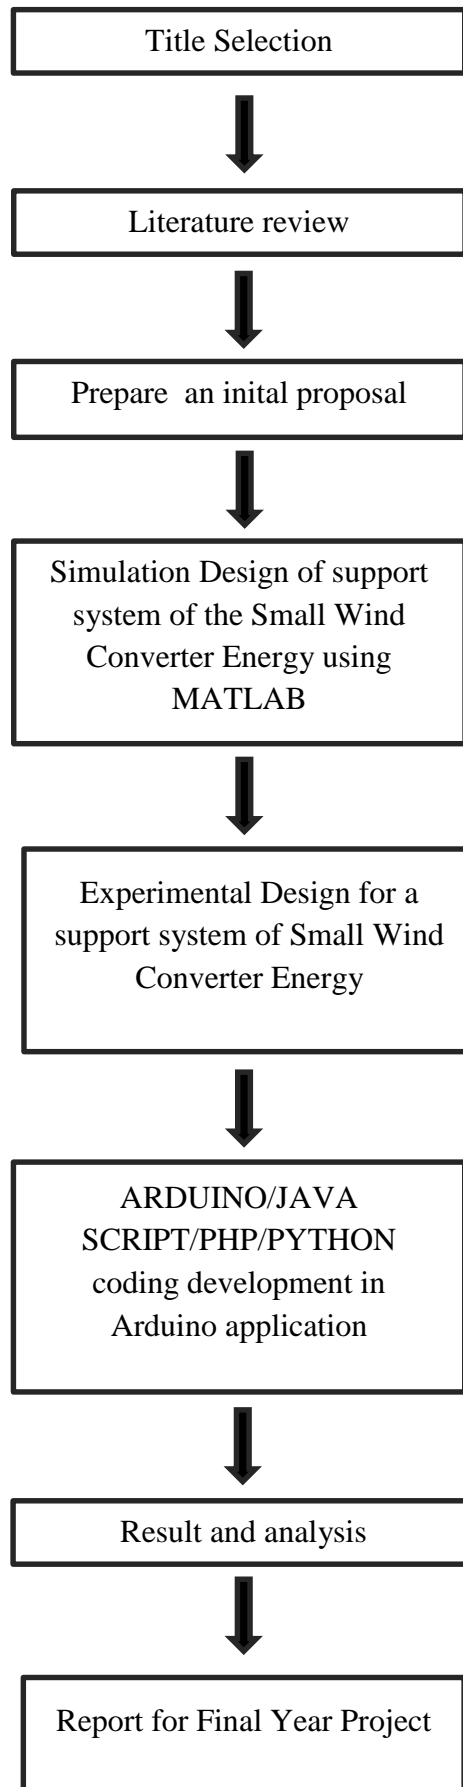 Title Selection
Literature review
Prepare  an inital proposal
Simulation Design of support
system of the Small Wind
Converter Energy using
MATLAB
Experimental Design for a
support system of Small Wind
Converter Energy
ARDUINO/JAVA
SCRIPT/PHP/PYTHON
coding development in
Arduino application
Result and analysis
Report for Final Year Project